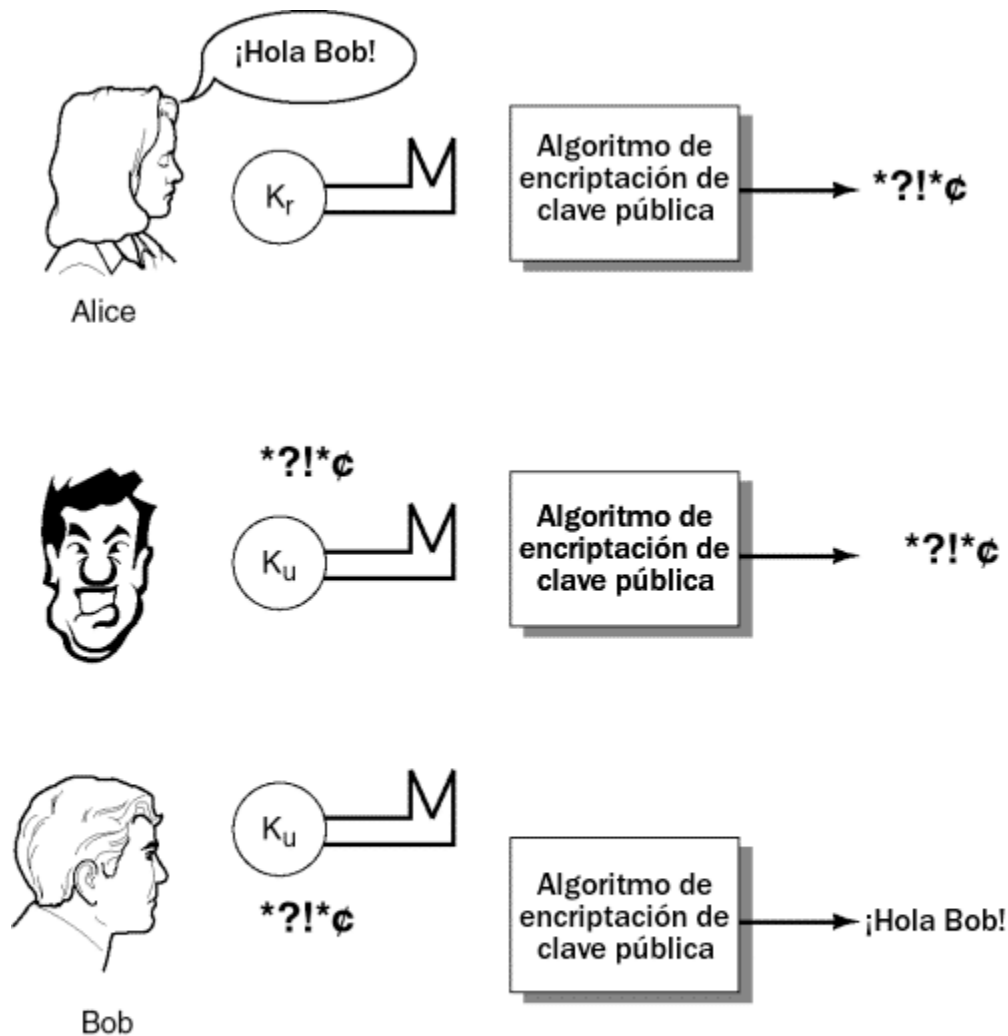 ¡Hola Bob!
Kr
Algoritmo de
encriptación de
clave pública
*?!*¢
Alice
*?!*¢
Ku
Algoritmo de
encriptación de
clave pública
*?!*¢
Ku
*?!*¢
Algoritmo de
encriptación de
clave pública
¡Hola Bob!
Bob